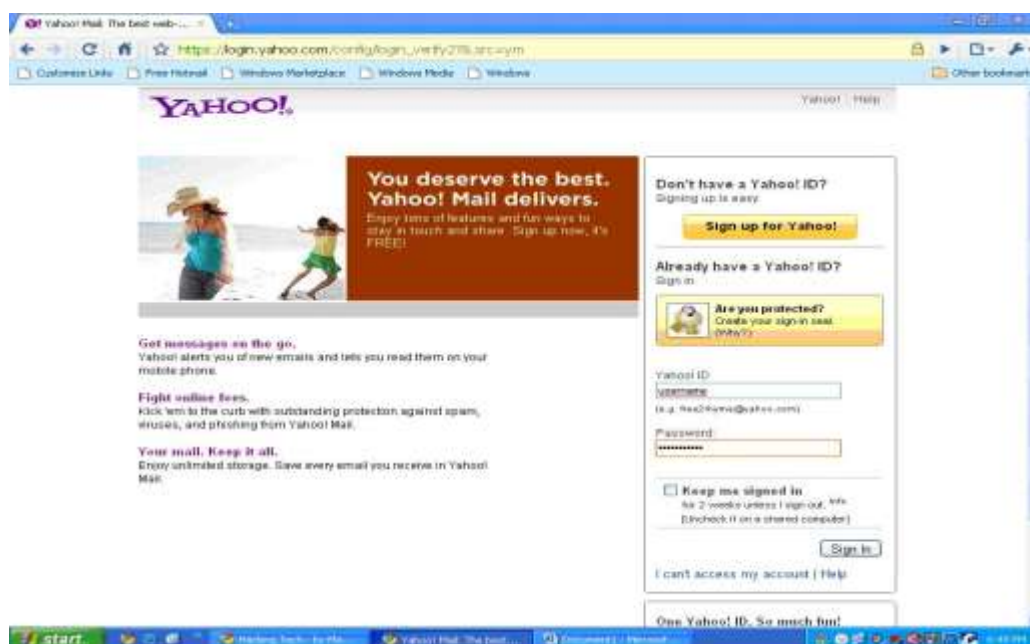 Yahoo! Mail: The best web-...
https://login.yahoo.com/config/login_verify2?&.src=ym
Customize Links Free Hotmail Windows Marketplace Windows Media Windows
Other bookmark
YAHOO!
Yahoo! Help
You deserve the best.
Yahoo! Mail delivers.
Enjoy tons of features and fun ways to
stay in touch and share. Sign up now, it's
FREE!
Don't have a Yahoo! ID?
Signing up is easy.
Sign up for Yahoo!
Already have a Yahoo! ID?
Sign in.
Are you protected?
Create your sign-in seal.
(Why?)
Get messages on the go.
Yahoo! alerts you of new emails and lets you read them on your
mobile phone.
Fight online foes.
Kick 'em to the curb with outstanding protection against spam,
viruses, and phishing from Yahoo! Mail.
Your mail. Keep it all.
Enjoy unlimited storage. Save every email you receive in Yahoo!
Mail.
Yahoo! ID
username
(e.g. free2rhyme@yahoo.com)
Password:
Keep me signed in
for 2 weeks unless I sign out. Info
[Uncheck it on a shared computer]
Sign In
I can't access my account | Help
One Yahoo! ID. So much fun!
start
Yahoo! Mail: The best...